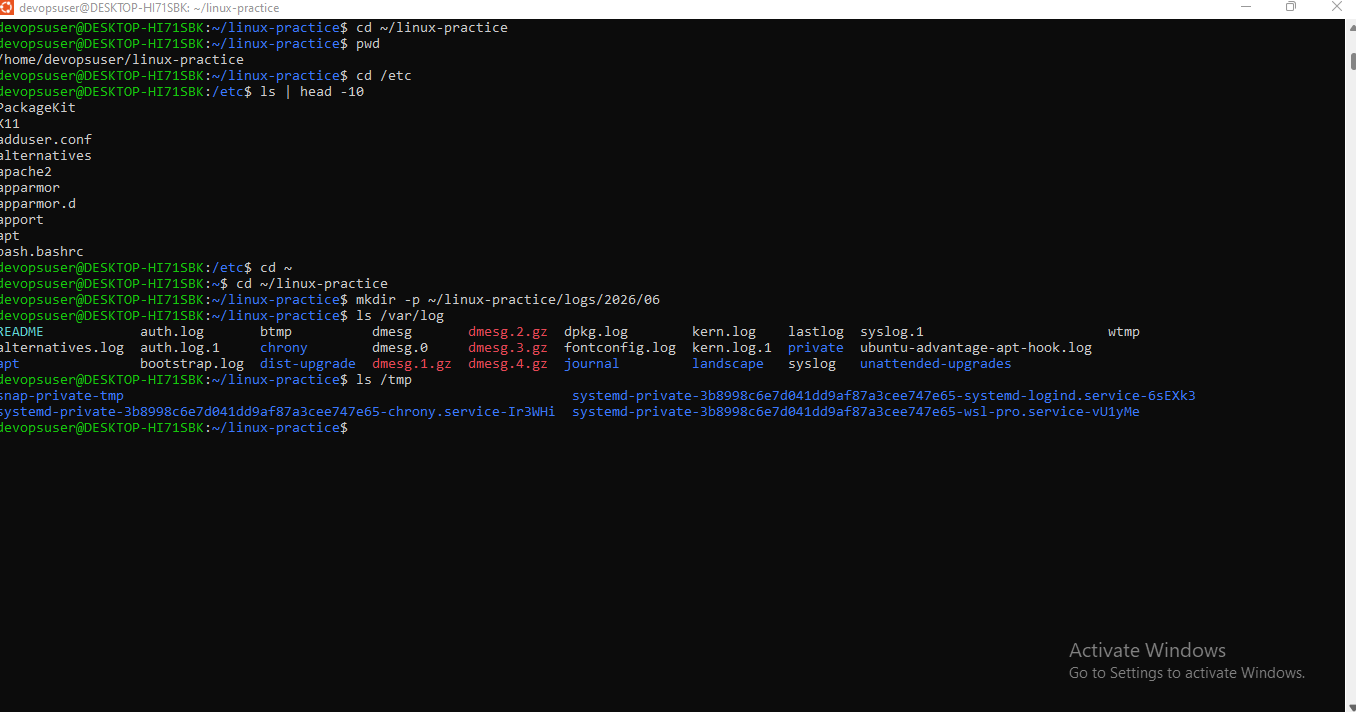 devopsuser@DESKTOP-HI71SBK: ~/linux-practice
devopsuser@DESKTOP-HI71SBK:~/linux-practice$ cd ~/linux-practice
devopsuser@DESKTOP-HI71SBK:~/linux-practice$ pwd
/home/devopsuser/linux-practice
devopsuser@DESKTOP-HI71SBK:~/linux-practice$ cd /etc
devopsuser@DESKTOP-HI71SBK:/etc$ ls | head -10
PackageKit
X11
adduser.conf
alternatives
apache2
apparmor
apparmor.d
apport
apt
bash.bashrc
devopsuser@DESKTOP-HI71SBK:/etc$ cd ~
devopsuser@DESKTOP-HI71SBK:~$ cd ~/linux-practice
devopsuser@DESKTOP-HI71SBK:~/linux-practice$ mkdir -p ~/linux-practice/logs/2026/06
devopsuser@DESKTOP-HI71SBK:~/linux-practice$ ls /var/log
README auth.log btmp dmesg dmesg.2.gz dpkg.log kern.log lastlog syslog.1 wtmp
alternatives.log auth.log.1 chrony dmesg.0 dmesg.3.gz fontconfig.log kern.log.1 private ubuntu-advantage-apt-hook.log
apt bootstrap.log dist-upgrade dmesg.1.gz dmesg.4.gz journal landscape syslog unattended-upgrades
devopsuser@DESKTOP-HI71SBK:~/linux-practice$ ls /tmp
snap-private-tmp systemd-private-3b8998c6e7d041dd9af87a3cee747e65-systemd-logind.service-6sEXk3
systemd-private-3b8998c6e7d041dd9af87a3cee747e65-chrony.service-Ir3WHi systemd-private-3b8998c6e7d041dd9af87a3cee747e65-wsl-pro.service-vU1yMe
devopsuser@DESKTOP-HI71SBK:~/linux-practice$
Activate Windows
Go to Settings to activate Windows.